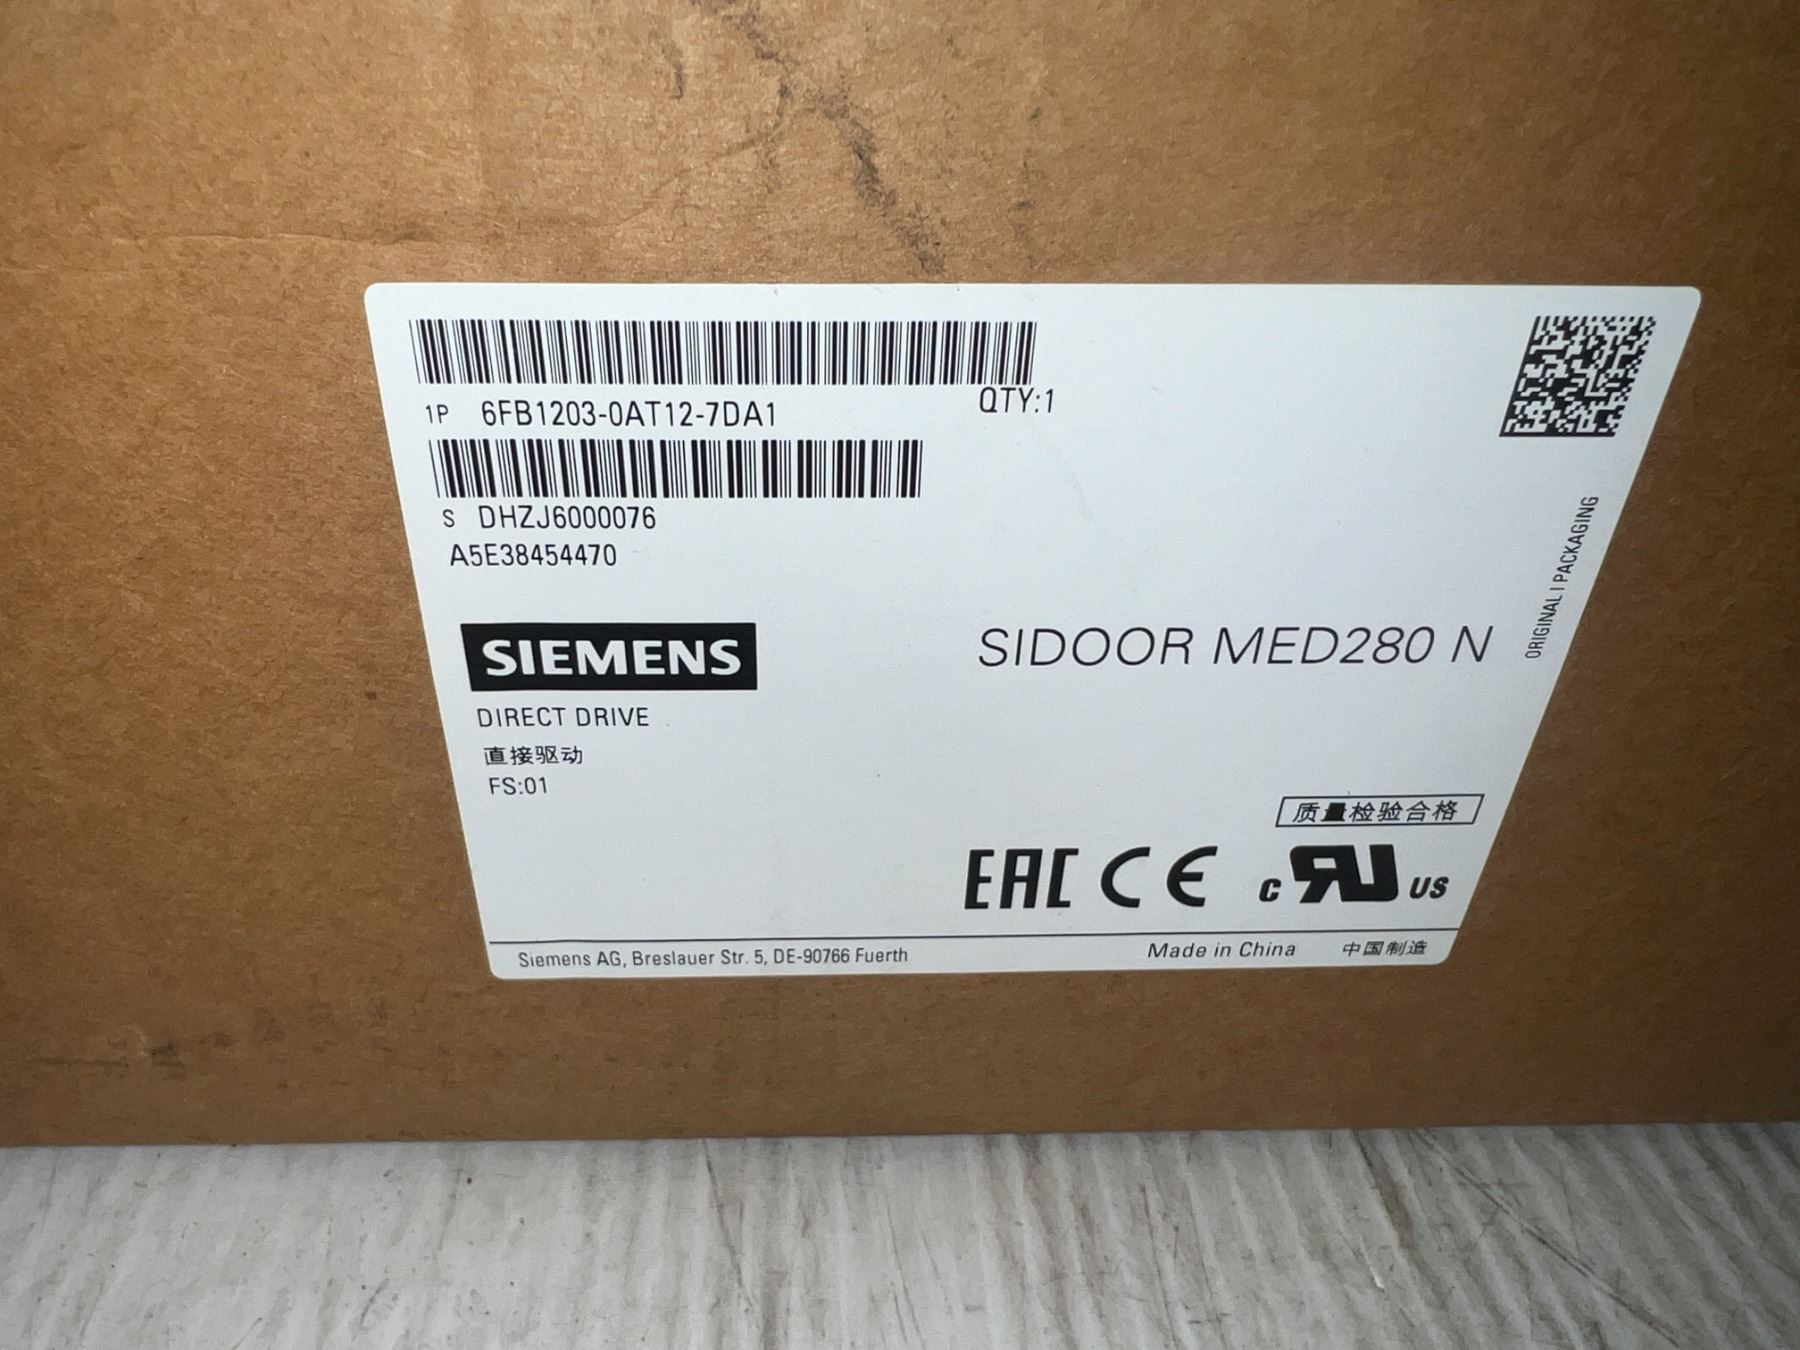 1P 6FB1203-0AT12-7DA1
QTY:1
S DHZJ6000076
A5E38454470
ORIGINAL | PACKAGING
SIEMENS
SIDOOR MED280 N
DIRECT DRIVE
直接驱动
FS:01
质量检验合格
EAC CE c RU US
Siemens AG, Breslauer Str. 5, DE-90766 Fuerth
Made in China 中国制造